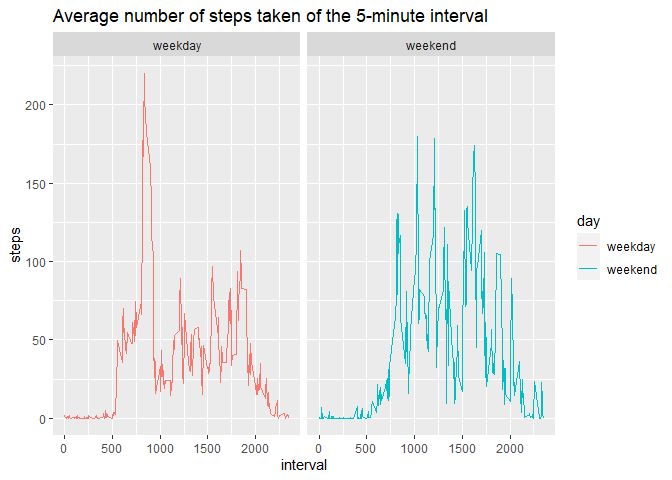 Average number of steps taken of the 5-minute interval
weekday weekend
200
150
100
50
0
steps
0 500 1000 1500 2000 0 500 1000 1500 2000
interval
day
weekday
weekend